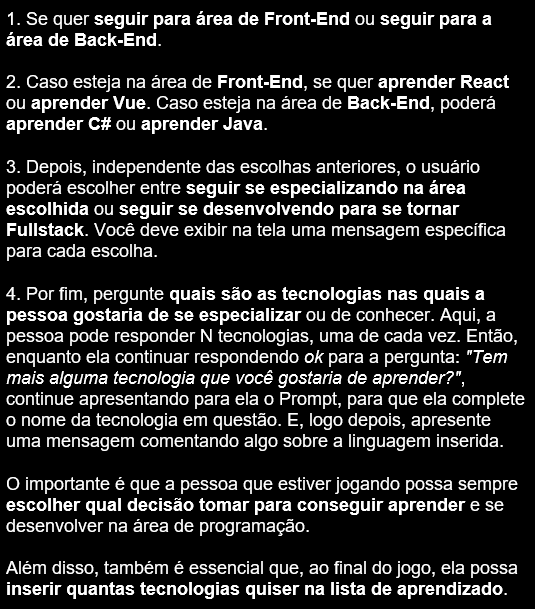 1. Se quer seguir para área de Front-End ou seguir para a
área de Back-End.
2. Caso esteja na área de Front-End, se quer aprender React
ou aprender Vue. Caso esteja na área de Back-End, poderá
aprender C# ou aprender Java.
3. Depois, independente das escolhas anteriores, o usuário
poderá escolher entre seguir se especializando na área
escolhida ou seguir se desenvolvendo para se tornar
Fullstack. Você deve exibir na tela uma mensagem específica
para cada escolha.
4. Por fim, pergunte quais são as tecnologias nas quais a
pessoa gostaria de se especializar ou de conhecer. Aqui, a
pessoa pode responder N tecnologias, uma de cada vez. Então,
enquanto ela continuar respondendo ok para a pergunta: "Tem
mais alguma tecnologia que você gostaria de aprender?",
continue apresentando para ela o Prompt, para que ela complete
o nome da tecnologia em questão. E, logo depois, apresente
uma mensagem comentando algo sobre a linguagem inserida.
O importante é que a pessoa que estiver jogando possa sempre
escolher qual decisão tomar para conseguir aprender e se
desenvolver na área de programação.
Além disso, também é essencial que, ao final do jogo, ela possa
inserir quantas tecnologias quiser na lista de aprendizado.